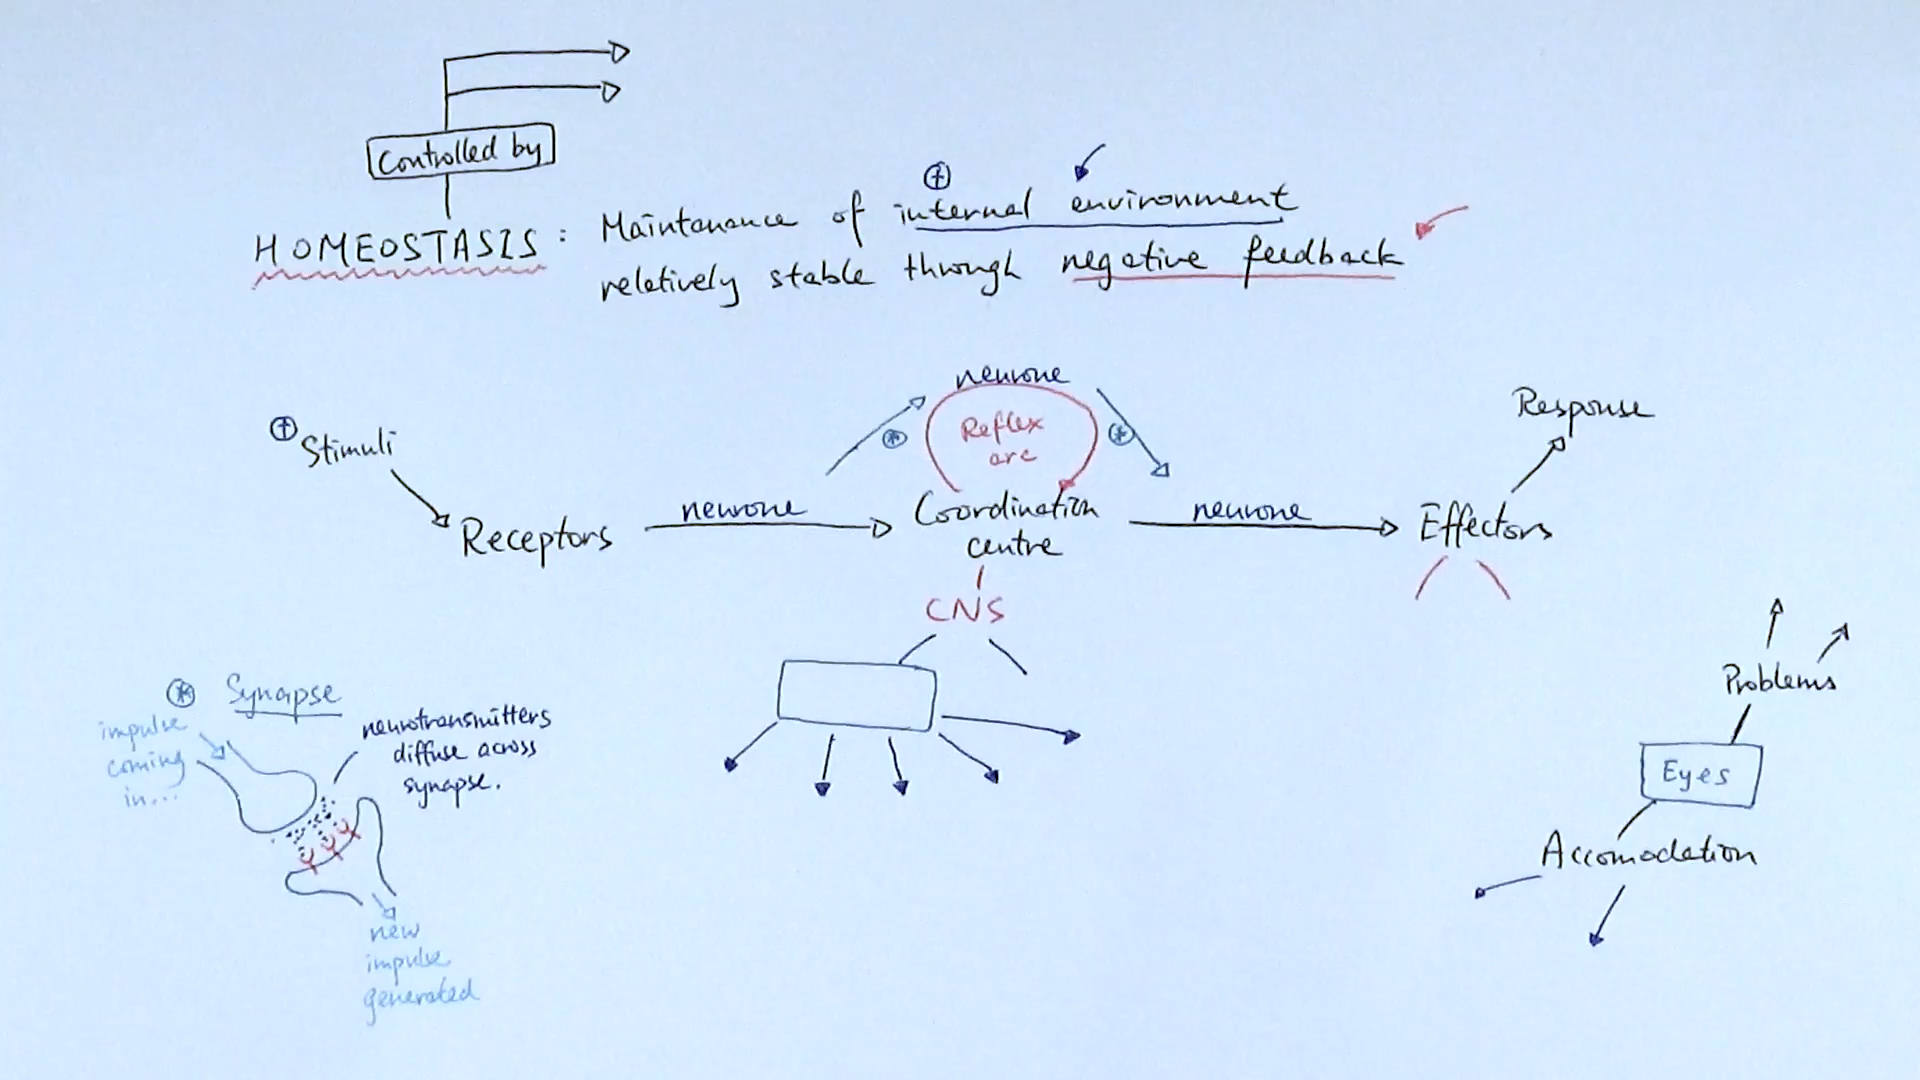 Controlled by
HOMEOSTASIS : Maintenance of internal environment
relatively stable through negative feedback
neurone
Reflex
arc
Response
Stimuli
Receptors
neurone
Coordination
centre
neurone
Effectors
CNS
Problems
Eyes
Accomodation
Synapse
impulse
coming
in...
neurotransmitters
diffuse across
synapse.
new
impulse
generated